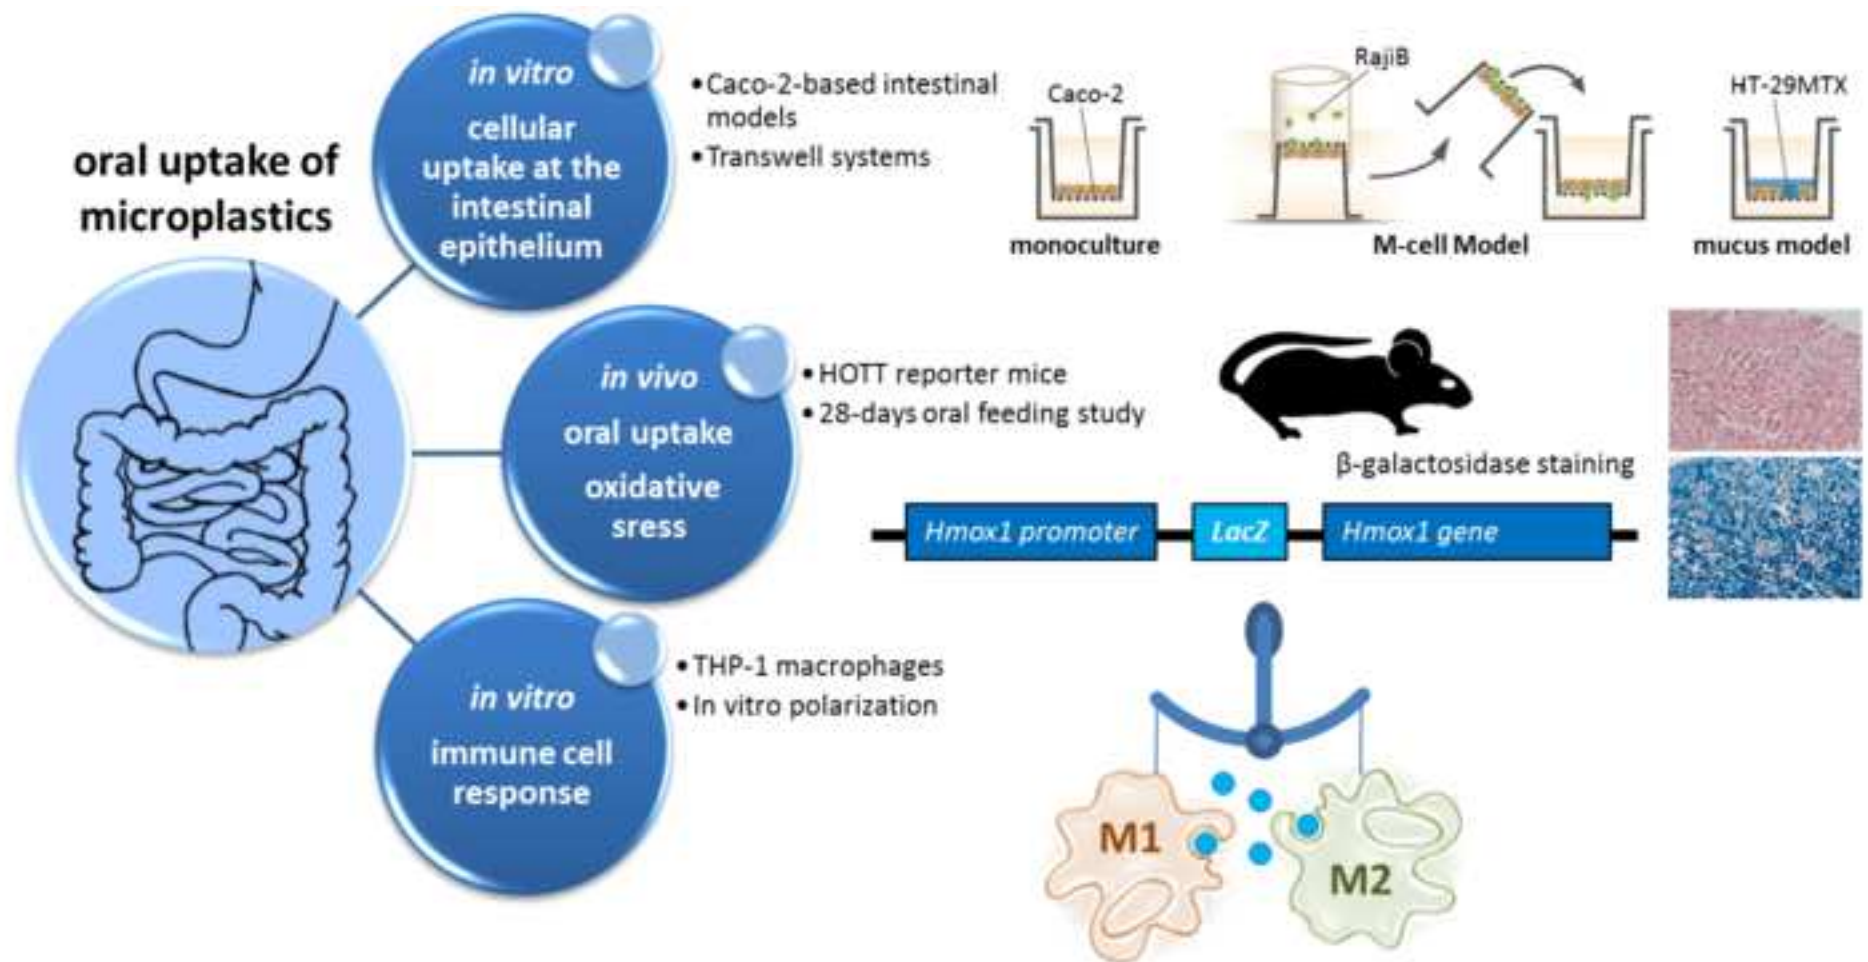 oral uptake of
microplastics
in vitro
cellular
uptake at the
intestinal
epithelium
• Caco-2-based intestinal
models
• Transwell systems
Caco-2
monoculture
RajiB
M-cell Model
HT-29MTX
mucus model
in vivo
oral uptake
oxidative
sress
• HOTT reporter mice
• 28-days oral feeding study
β-galactosidase staining
Hmox1 promoter
LacZ
Hmox1 gene
in vitro
immune cell
response
• THP-1 macrophages
• In vitro polarization
M1
M2